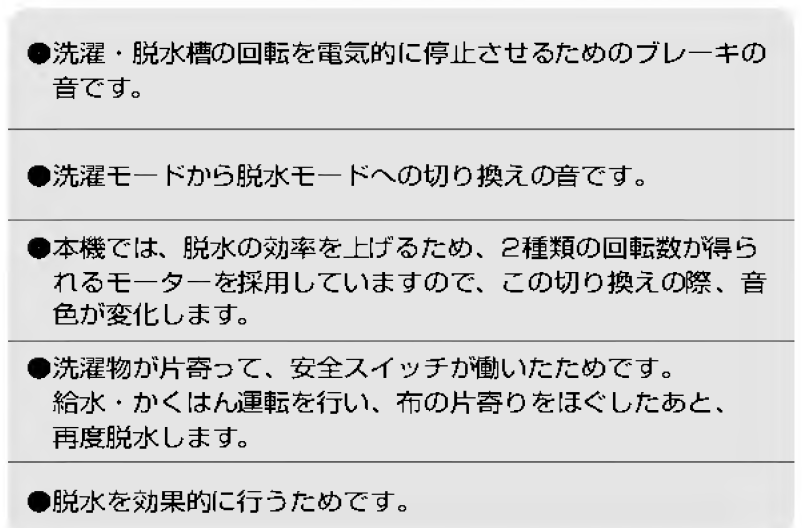 ●洗濯・脱水槽の回転を電気的に停止させるためのブレーキの
音です。
●洗濯モードから脱水モードへの切り換えの音です。
●本機では、脱水の効率を上げるため、2種類の回転数が得ら
れるモーターを採用していますので、この切り換えの際、音
色が変化します。
●洗濯物が片寄って、安全スイッチが働いたためです。
給水・かくはん運転を行い、布の片寄りをほぐしたあと、
再度脱水します。
●脱水を効果的に行うためです。